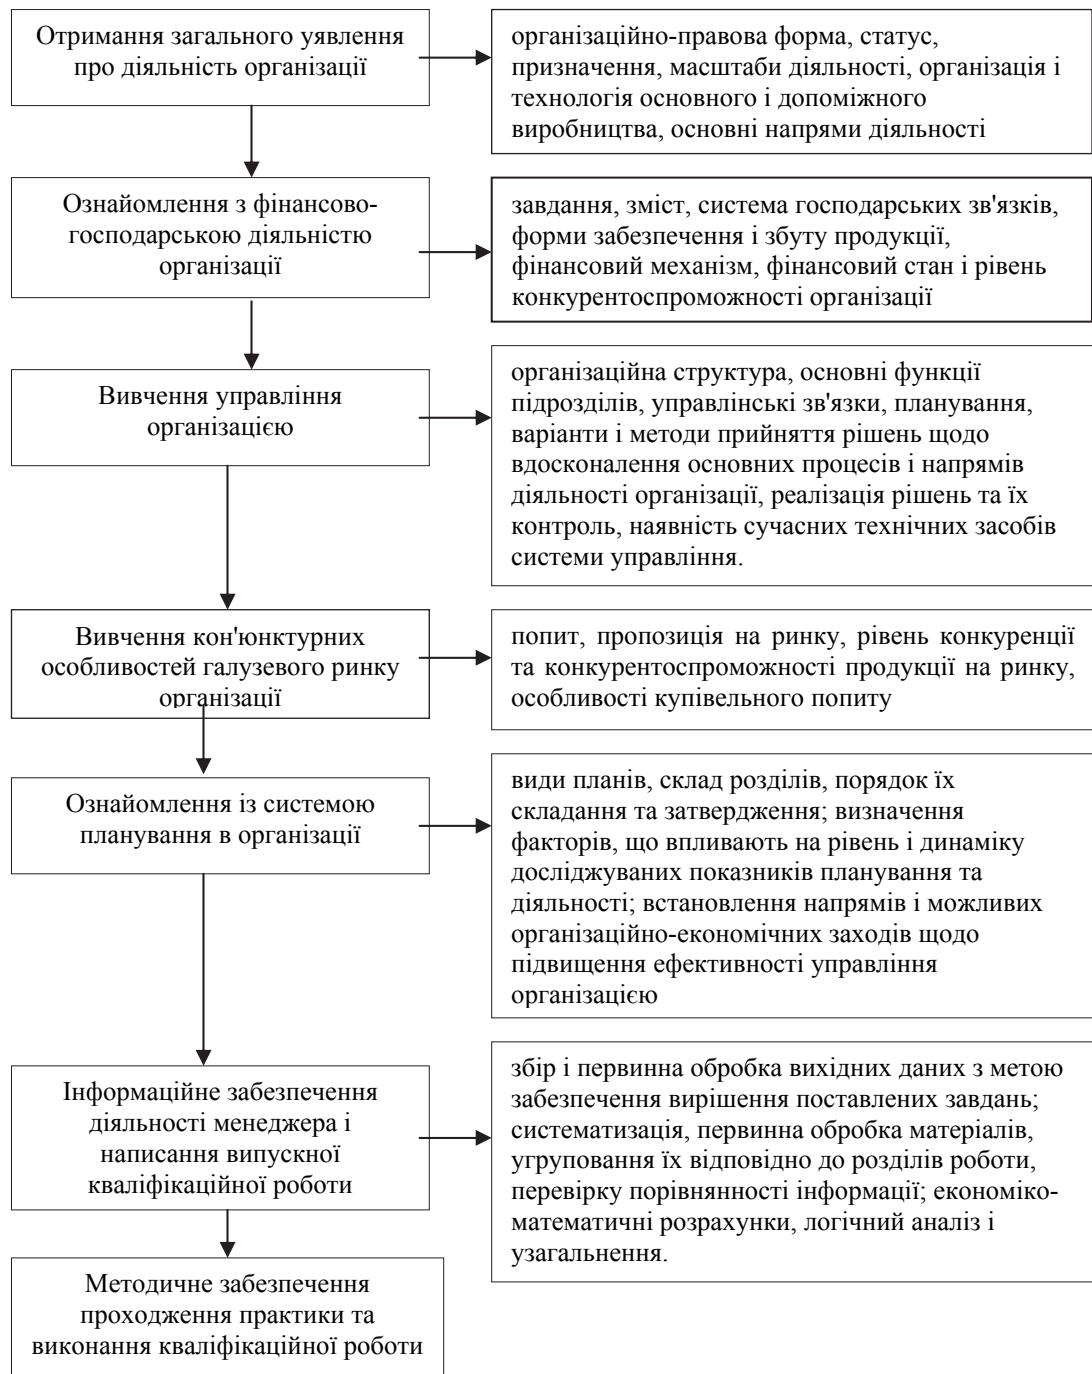 Отримання загального уявлення
про діяльність організації
організаційно-правова форма, статус,
призначення, масштаби діяльності, організація і
технологія основного і допоміжного
виробництва, основні напрями діяльності
Ознайомлення з фінансово-
господарською діяльністю
організації
завдання, зміст, система господарських зв'язків,
форми забезпечення і збуту продукції,
фінансовий механізм, фінансовий стан і рівень
конкурентоспроможності організації
Вивчення управління
організацією
організаційна структура, основні функції
підрозділів, управлінські зв'язки, планування,
варіанти і методи прийняття рішень щодо
вдосконалення основних процесів і напрямів
діяльності організації, реалізація рішень та їх
контроль, наявність сучасних технічних засобів
системи управління.
Вивчення кон'юнктурних
особливостей галузевого ринку
організації
попит, пропозиція на ринку, рівень конкуренції
та конкурентоспроможності продукції на ринку,
особливості купівельного попиту
Ознайомлення із системою
планування в організації
види планів, склад розділів, порядок їх
складання та затвердження; визначення
факторів, що впливають на рівень і динаміку
досліджуваних показників планування та
діяльності; встановлення напрямів і можливих
організаційно-економічних заходів щодо
підвищення ефективності управління
організацією
Інформаційне забезпечення
діяльності менеджера і
написання випускної
кваліфікаційної роботи
збір і первинна обробка вихідних даних з метою
забезпечення вирішення поставлених завдань;
систематизація, первинна обробка матеріалів,
угруповання їх відповідно до розділів роботи,
перевірку порівнянності інформації; економіко-
математичні розрахунки, логічний аналіз і
узагальнення.
Методичне забезпечення
проходження практики та
виконання кваліфікаційної роботи